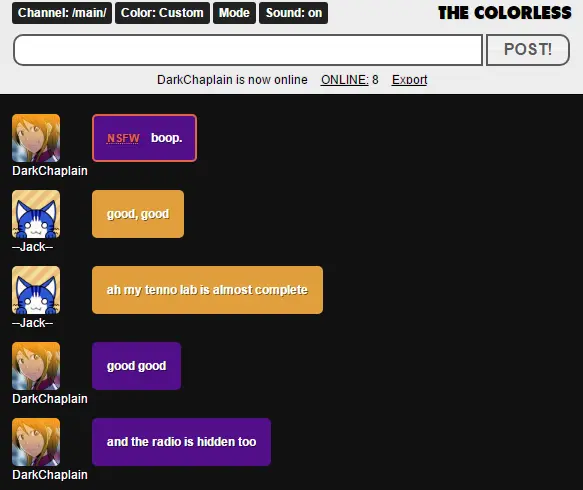 Channel: /main/ Color: Custom Mode Sound: on THE COLORLESS
POST!
DarkChaplain is now online ONLINE: 8 Export
NSFW boop.
DarkChaplain
good, good
--Jack--
ah my tenno lab is almost complete
--Jack--
good good
DarkChaplain
and the radio is hidden too
DarkChaplain